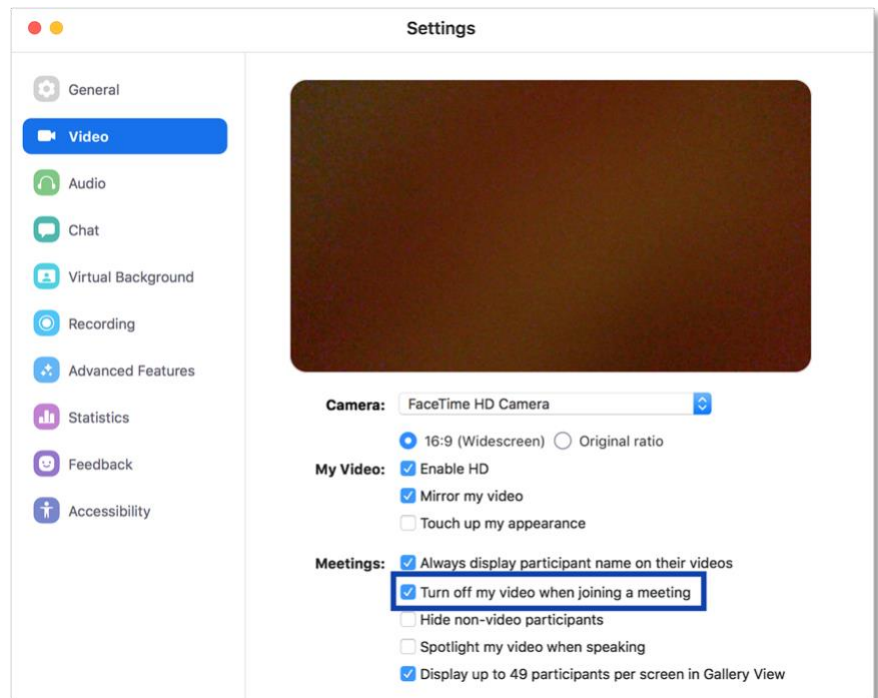 Settings
General
Video
Audio
Chat
Virtual Background
Recording
Advanced Features
Statistics
Feedback
Accessibility
Camera: FaceTime HD Camera
16:9 (Widescreen) Original ratio
My Video: Enable HD
Mirror my video
Touch up my appearance
Meetings: Always display participant name on their videos
Turn off my video when joining a meeting
Hide non-video participants
Spotlight my video when speaking
Display up to 49 participants per screen in Gallery View